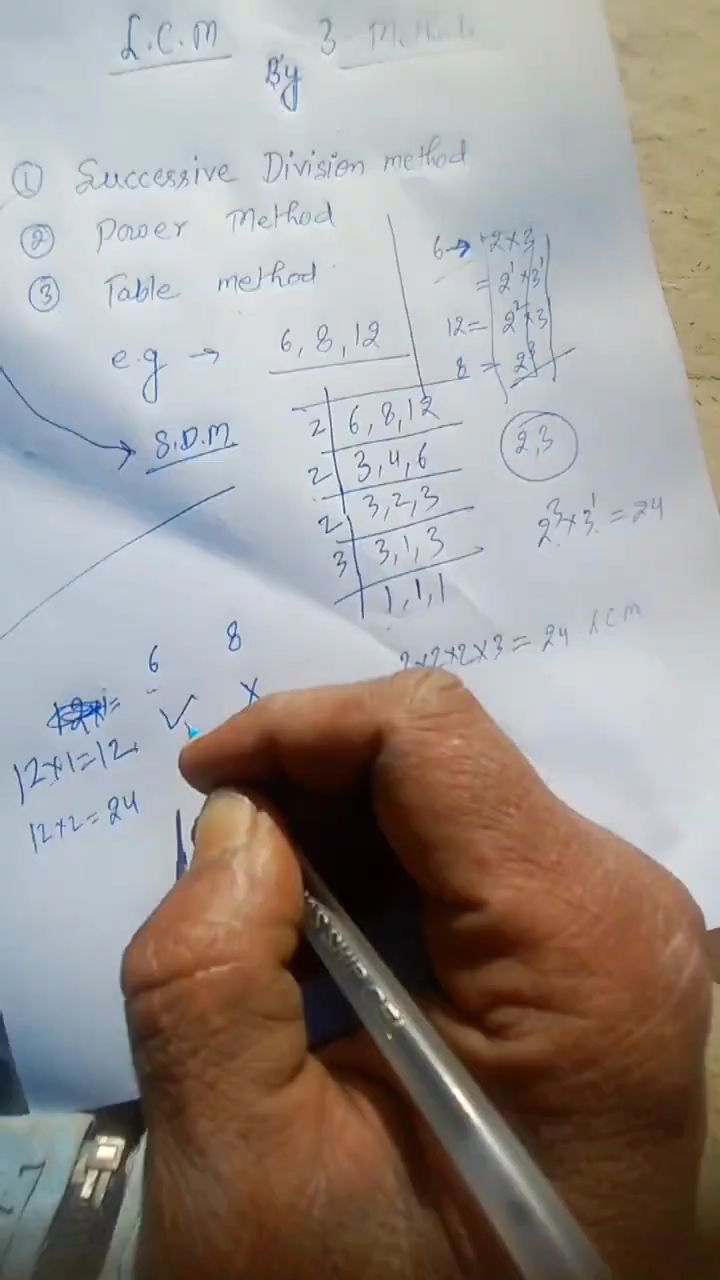 L.C.M 3 Methods
By
① Successive Division method
② Power Method
③ Table method
e.g → 6, 8, 12
6 → 2×3
= 2¹×3¹
12 = 2²×3¹
8 = 2³
2,3
2³×3¹ = 24
S.D.M
2 | 6, 8, 12
2 | 3, 4, 6
2 | 3, 2, 3
3 | 3, 1, 3
1, 1, 1
2×2×2×3 = 24 LCM
6 8
12×1=12 ✓ X
12×2=24